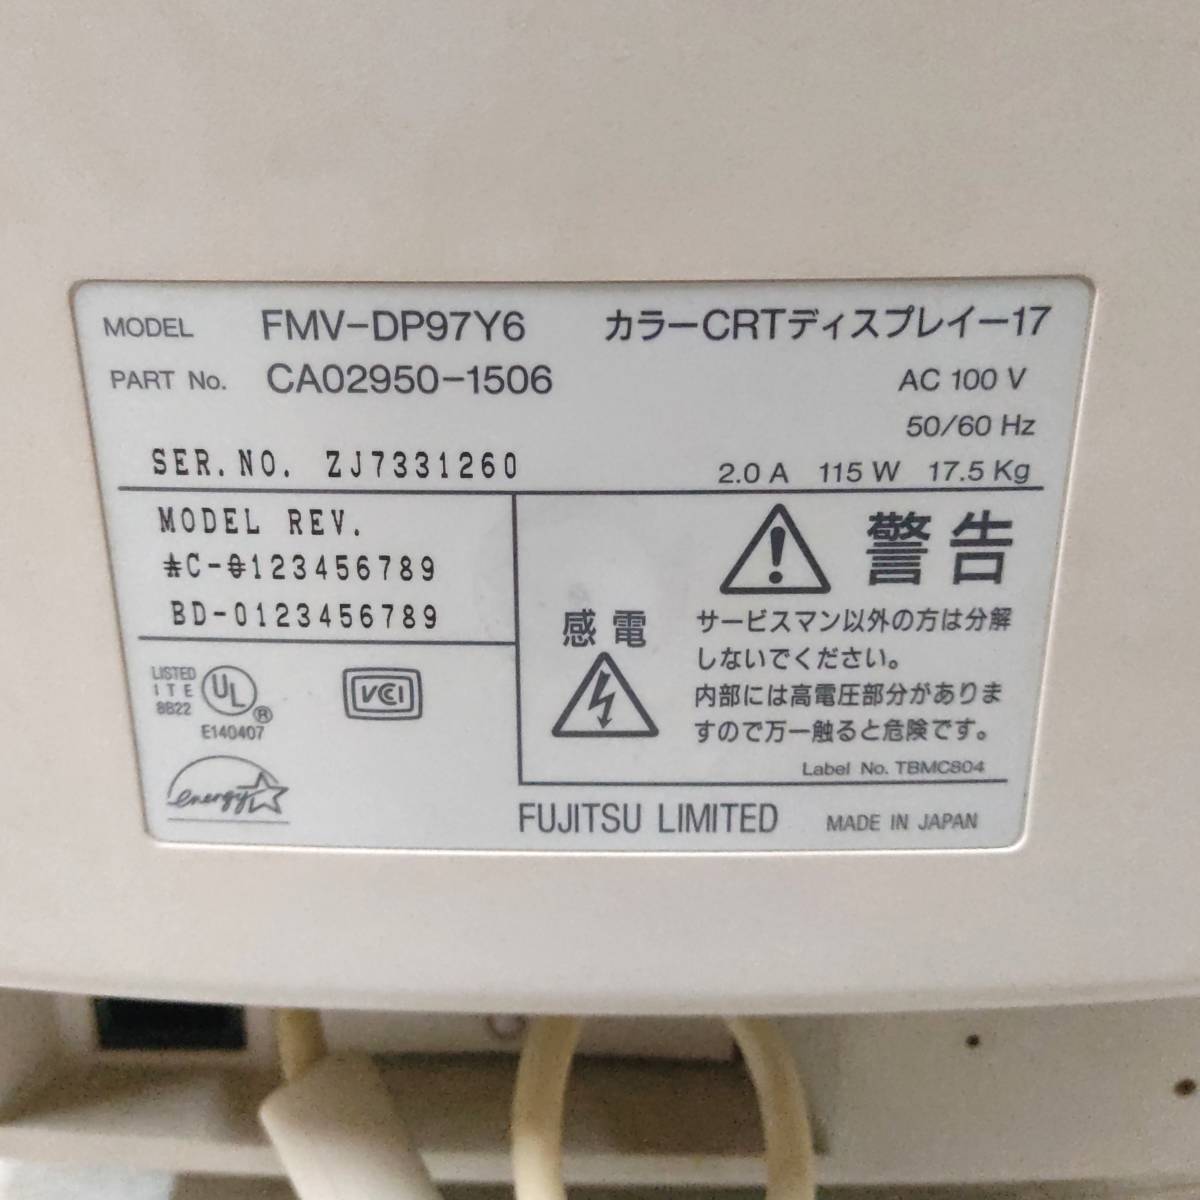 MODEL FMV-DP97Y6 カラーCRTディスプレイー17
PART No. CA02950-1506 AC 100 V
50/60 Hz
SER.NO. ZJ7331260 2.0 A 115 W 17.5 Kg
MODEL REV.
AC-0123456789
BD-0123456789
LISTED
ITE
8B22
UL
®
E140407
VCCI
energy
感電
警告
サービスマン以外の方は分解
しないでください。
内部には高電圧部分がありま
すので万一触ると危険です。
Label No. TBMC804
FUJITSU LIMITED MADE IN JAPAN